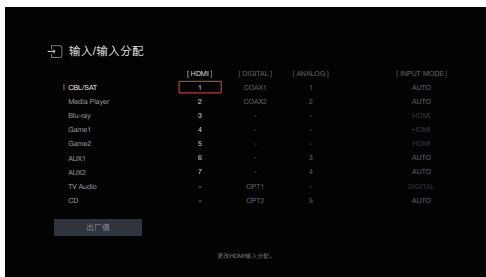 输入/输入分配
[ HDMI ] [ DIGITAL ] [ ANALOG ] [ INPUT MODE ]
CBL/SAT 1 COAX1 1 AUTO
Media Player 2 COAX2 2 AUTO
Blu-ray 3 - - HDMI
Game1 4 - - HDMI
Game2 5 - - HDMI
AUX1 6 - 3 AUTO
AUX2 7 - 4 AUTO
TV Audio - OPT1 - DIGITAL
CD - OPT2 5 AUTO
出厂值
更改HDMI输入分配。